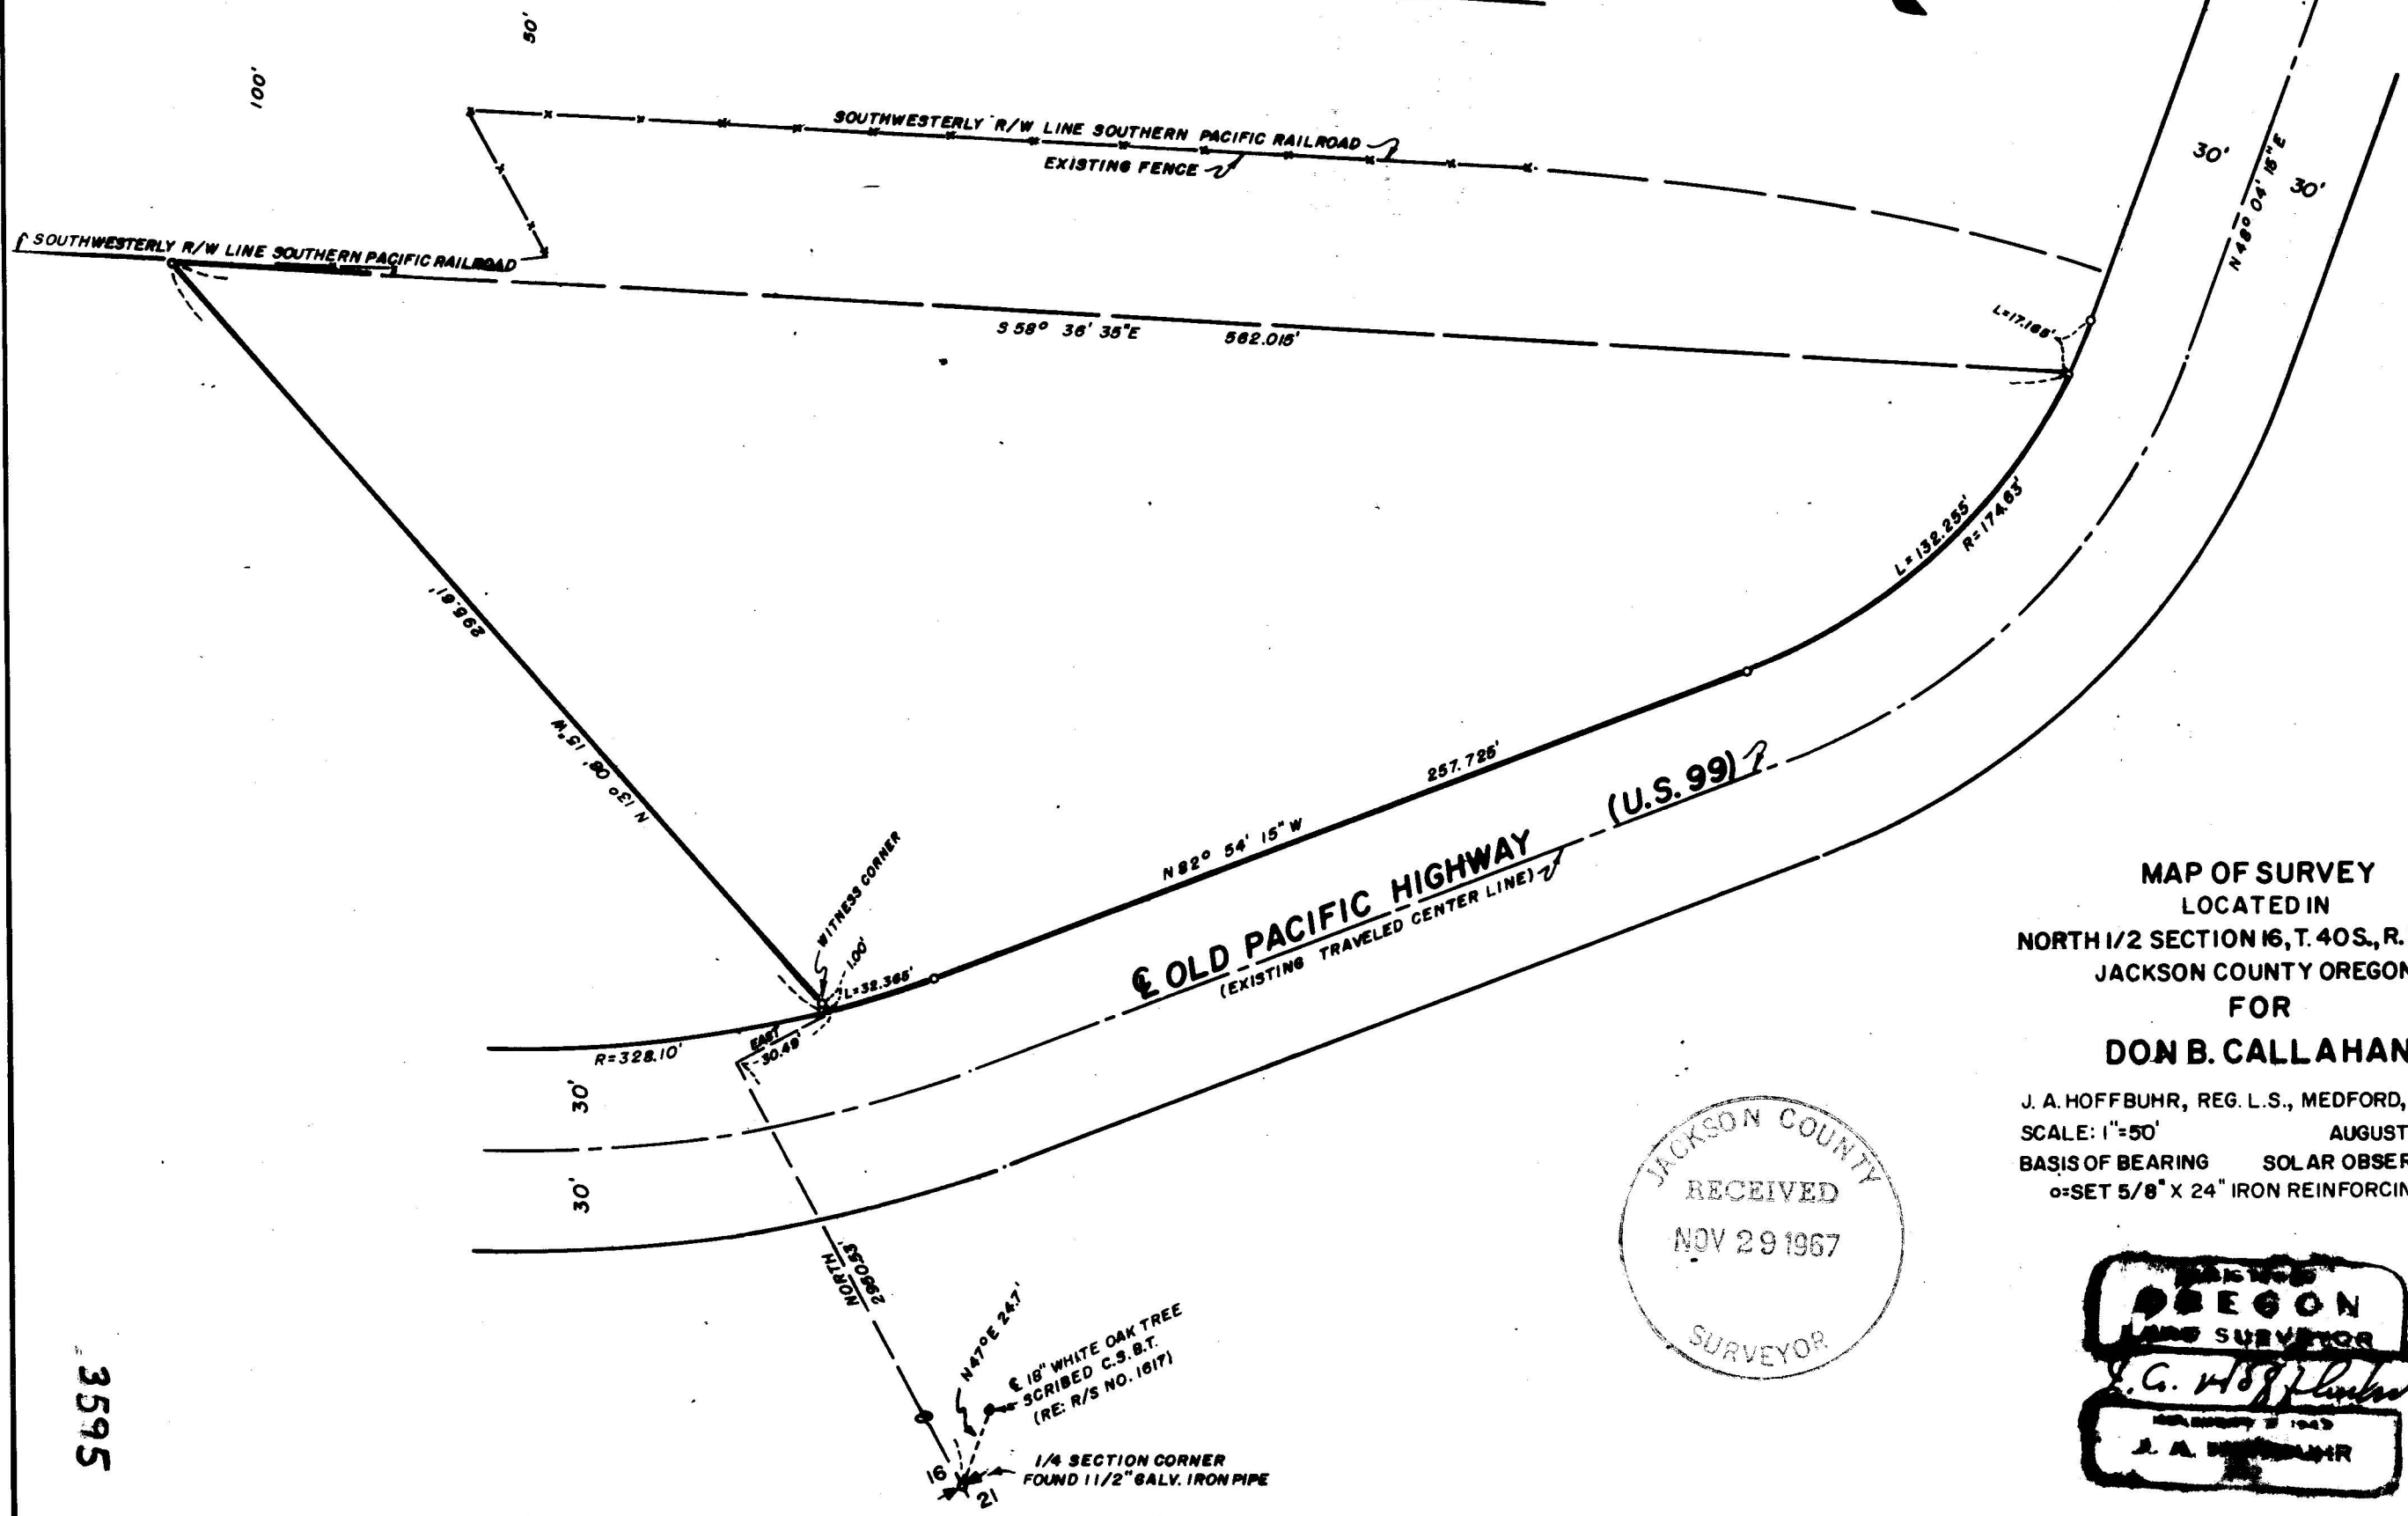 50'
100'
SOUTHWESTERLY R/W LINE SOUTHERN PACIFIC RAILROAD
EXISTING FENCE
SOUTHWESTERLY R/W LINE SOUTHERN PACIFIC RAILROAD
30'
30'
N 48° 04' 15" E
L=17.165'
S 58° 36' 35" E 562.015'
L=132.255'
R=174.63'
295.61'
N 13° 08' 15" W
257.725'
N 82° 54' 15" W
(U.S. 99)
℄ OLD PACIFIC HIGHWAY
(EXISTING TRAVELED CENTER LINE)
WITNESS CORNER
1.00'
L=32.365'
EAST
30.49'
R=328.10'
30'
30'
NORTH
2950.53'
N47°E 24.7'
℄ 18" WHITE OAK TREE
SCRIBED C.S.B.T.
(RE: R/S NO. 1617)
1/4 SECTION CORNER
FOUND 1 1/2" GALV. IRON PIPE
16
21
MAP OF SURVEY
LOCATED IN
NORTH 1/2 SECTION 16, T. 40 S., R.
JACKSON COUNTY OREGON
FOR
DON B. CALLAHAN
J. A. HOFFBUHR, REG. L.S., MEDFORD,
SCALE: 1"=50' AUGUST
BASIS OF BEARING SOLAR OBSER
o=SET 5/8" X 24" IRON REINFORCIN
JACKSON COUNTY
RECEIVED
NOV 29 1967
SURVEYOR
OREGON
LAND SURVEYOR
3595